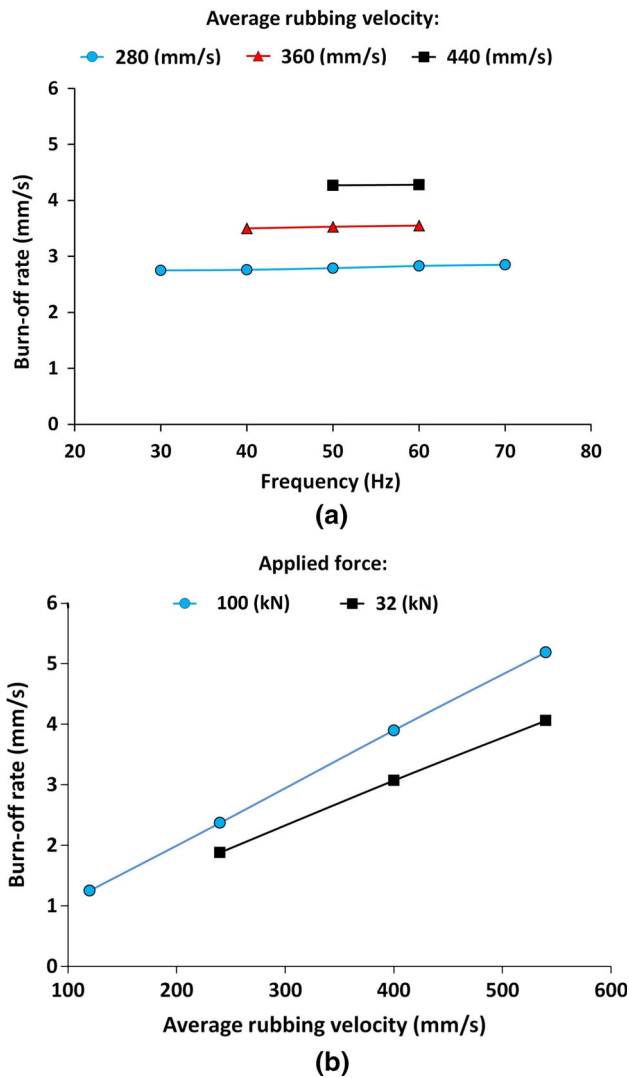 Average rubbing velocity:
280 (mm/s) 360 (mm/s) 440 (mm/s)
Burn-off rate (mm/s)
6
5
4
3
2
1
0
20 30 40 50 60 70 80
Frequency (Hz)
(a)
Applied force:
100 (kN) 32 (kN)
Burn-off rate (mm/s)
6
5
4
3
2
1
0
100 200 300 400 500 600
Average rubbing velocity (mm/s)
(b)